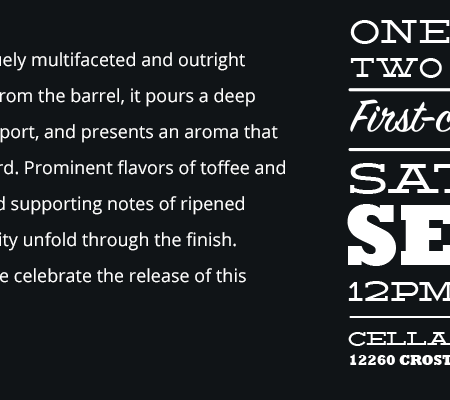 uely multifaceted and outright
rom the barrel, it pours a deep
port, and presents an aroma that
rd. Prominent flavors of toffee and
d supporting notes of ripened
ity unfold through the finish.
e celebrate the release of this
ONE
TWO
First-c
SAT
SE
12PM
CELLA
12260 CROST